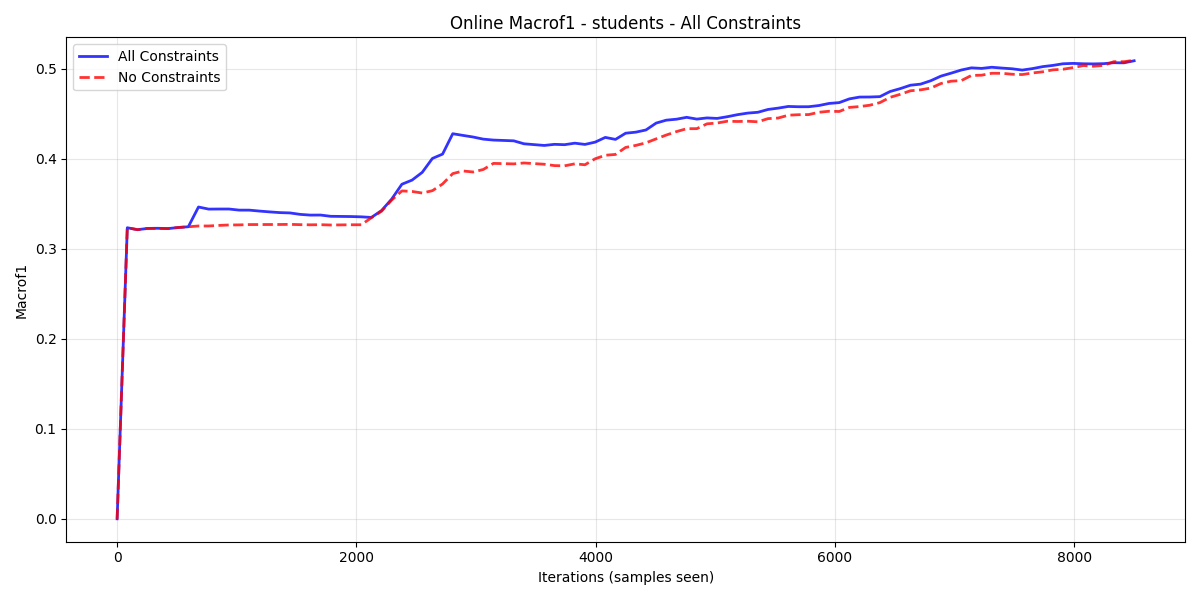 Online Macrof1 - students - All Constraints
All Constraints
No Constraints
Macrof1
0.5
0.4
0.3
0.2
0.1
0.0
0
2000
4000
6000
8000
Iterations (samples seen)